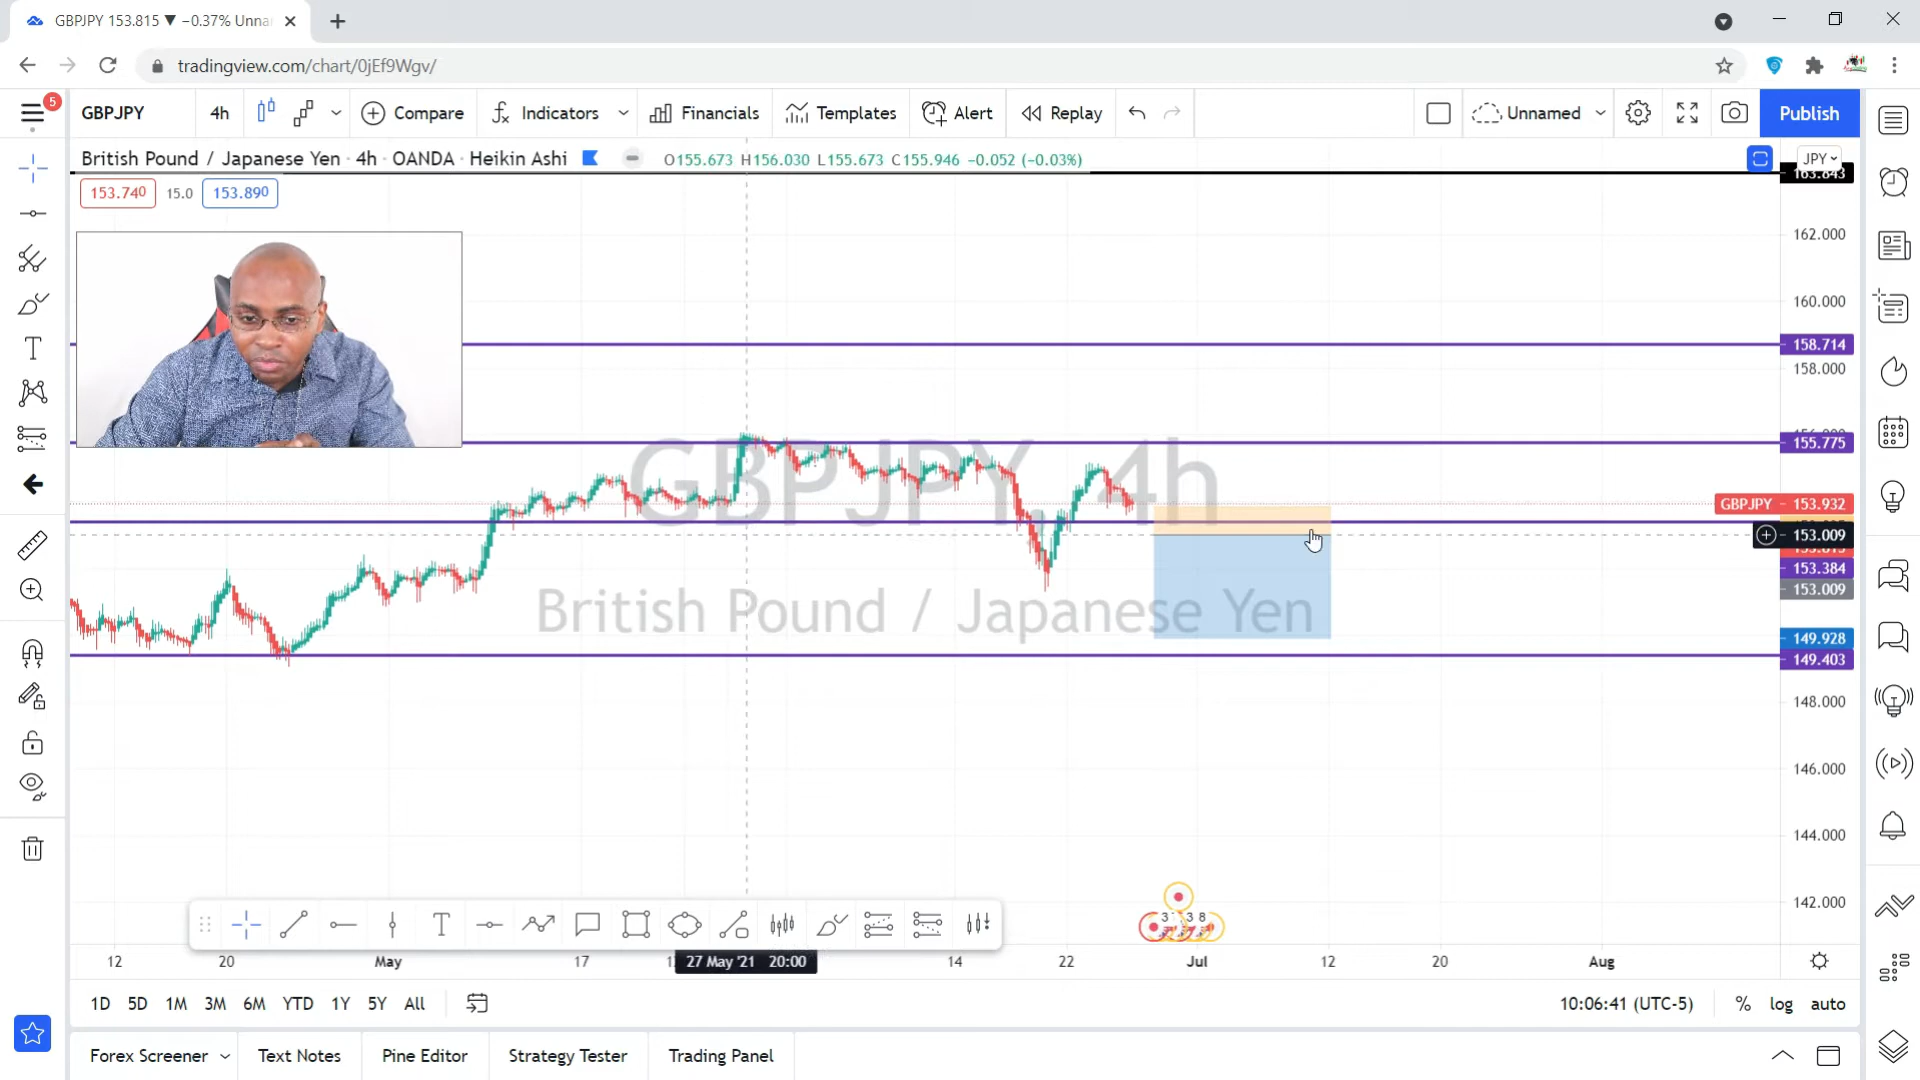 GBPJPY 153.815 ▼ −0.37% Unna
tradingview.com/chart/0jEf9Wgv/
5
GBPJPY 4h Compare Indicators Financials Templates Alert Replay Unnamed Publish
British Pound / Japanese Yen · 4h · OANDA · Heikin Ashi O155.673 H156.030 L155.673 C155.946 −0.052 (−0.03%)
JPY
163.843
153.740 15.0 153.890
162.000
160.000
158.714
158.000
155.775
GBPJPY, 4h
British Pound / Japanese Yen
GBPJPY 153.932
153.009
153.384
153.009
149.928
149.403
148.000
146.000
144.000
142.000
3 3 8
12 20 May 17 27 May '21 20:00 14 22 Jul 12 20 Aug
1D 5D 1M 3M 6M YTD 1Y 5Y All 10:06:41 (UTC-5) % log auto
Forex Screener Text Notes Pine Editor Strategy Tester Trading Panel